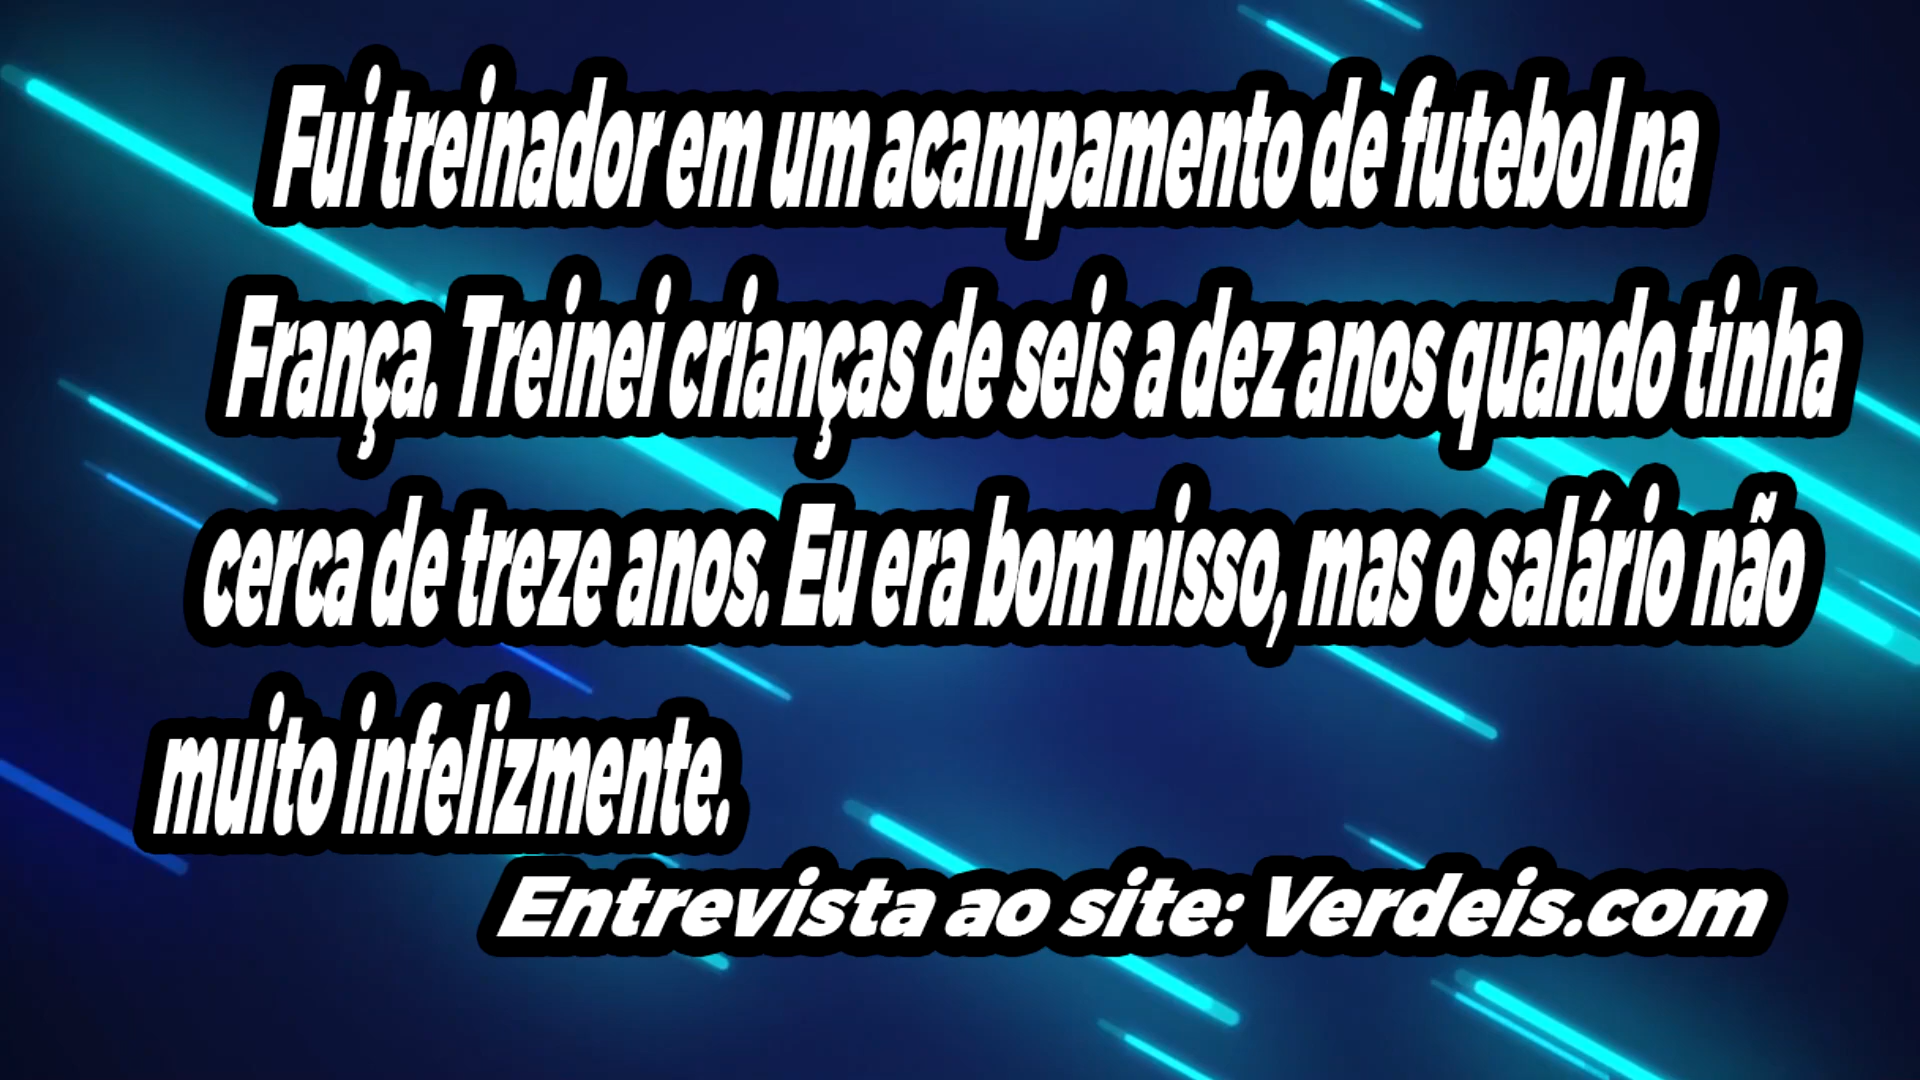 Fui treinador em um acampamento de futebol na
França. Treinei crianças de seis a dez anos quando tinha
cerca de treze anos. Eu era bom nisso, mas o salário não
muito infelizmente.
Entrevista ao site: Verdeis.com